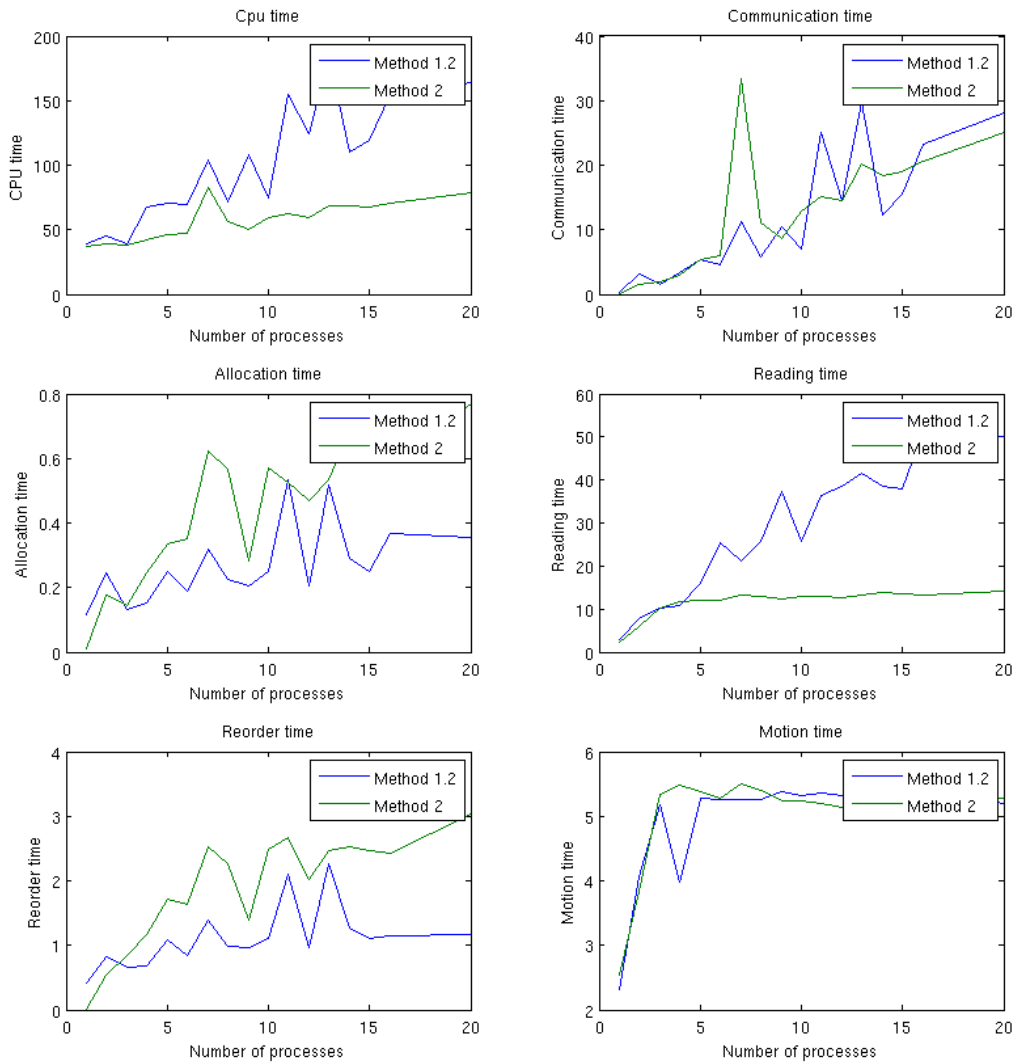 Cpu time
200
150
100
50
0
CPU time
Method 1.2
Method 2
0 5 10 15 20
Number of processes
Communication time
40
30
20
10
0
Communication time
Method 1.2
Method 2
0 5 10 15 20
Number of processes
Allocation time
0.8
0.6
0.4
0.2
0
Allocation time
Method 1.2
Method 2
0 5 10 15 20
Number of processes
Reading time
60
50
40
30
20
10
0
Reading time
Method 1.2
Method 2
0 5 10 15 20
Number of processes
Reorder time
4
3
2
1
0
Reorder time
Method 1.2
Method 2
0 5 10 15 20
Number of processes
Motion time
6
5
4
3
2
Motion time
Method 1.2
Method 2
0 5 10 15 20
Number of processes